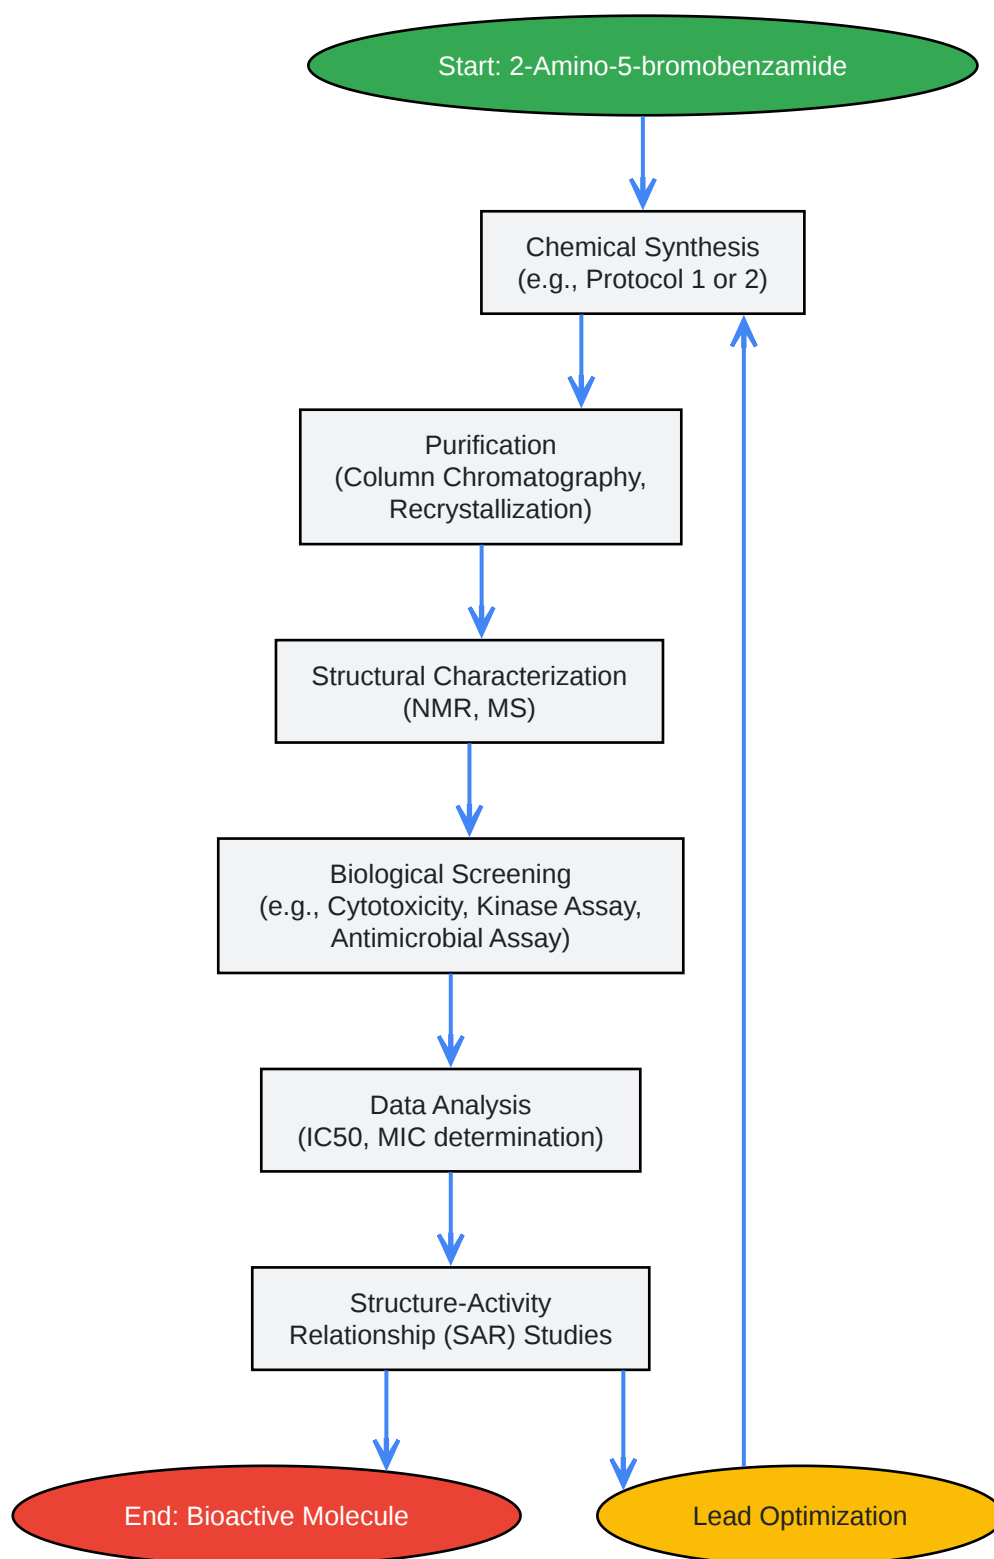 Start: 2-Amino-5-bromobenzamide
Chemical Synthesis
(e.g., Protocol 1 or 2)
Purification
(Column Chromatography,
Recrystallization)
Structural Characterization
(NMR, MS)
Biological Screening
(e.g., Cytotoxicity, Kinase Assay,
Antimicrobial Assay)
Data Analysis
(IC50, MIC determination)
Structure-Activity
Relationship (SAR) Studies
End: Bioactive Molecule
Lead Optimization